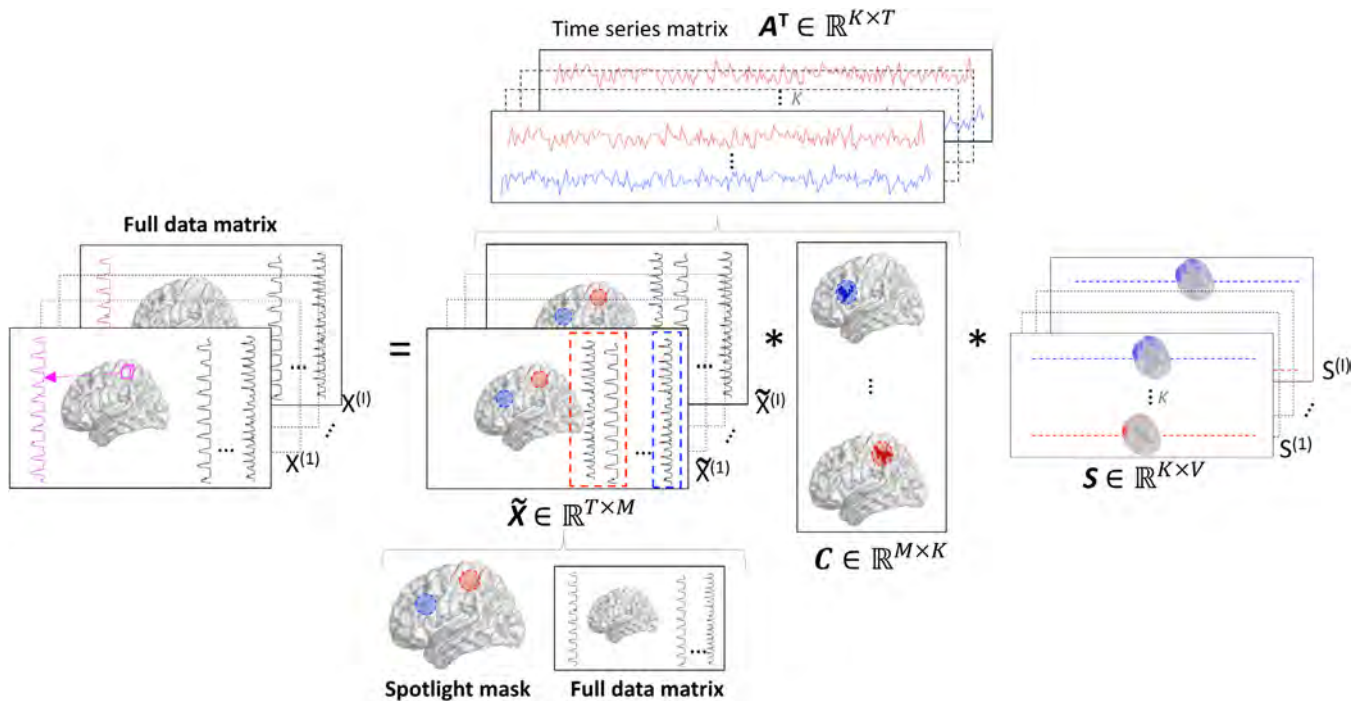 Time series matrix A^T ∈ ℝ^{K×T}
⋮ K
⋮
Full data matrix
X^(I)
⋰
...
X^(1)
...
=
X̃^(I)
⋰
...
X̃^(1)
...
*
⋮
*
S^(I)
⋰
S^(1)
⋮ K
X̃ ∈ ℝ^{T×M}
C ∈ ℝ^{M×K}
S ∈ ℝ^{K×V}
...
Spotlight mask
Full data matrix